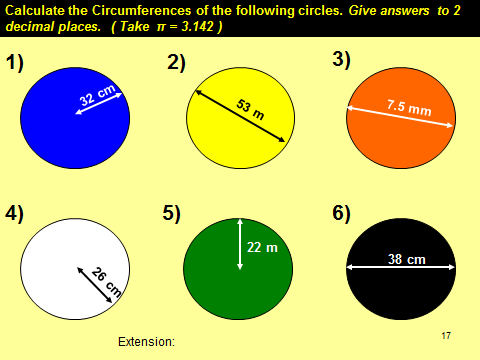 Calculate the Circumferences of the following circles. Give answers to 2
decimal places. ( Take π = 3.142 )
1)
2)
3)
32 cm
53 m
7.5 mm
4)
5)
6)
26 cm
22 m
38 cm
Extension:
17